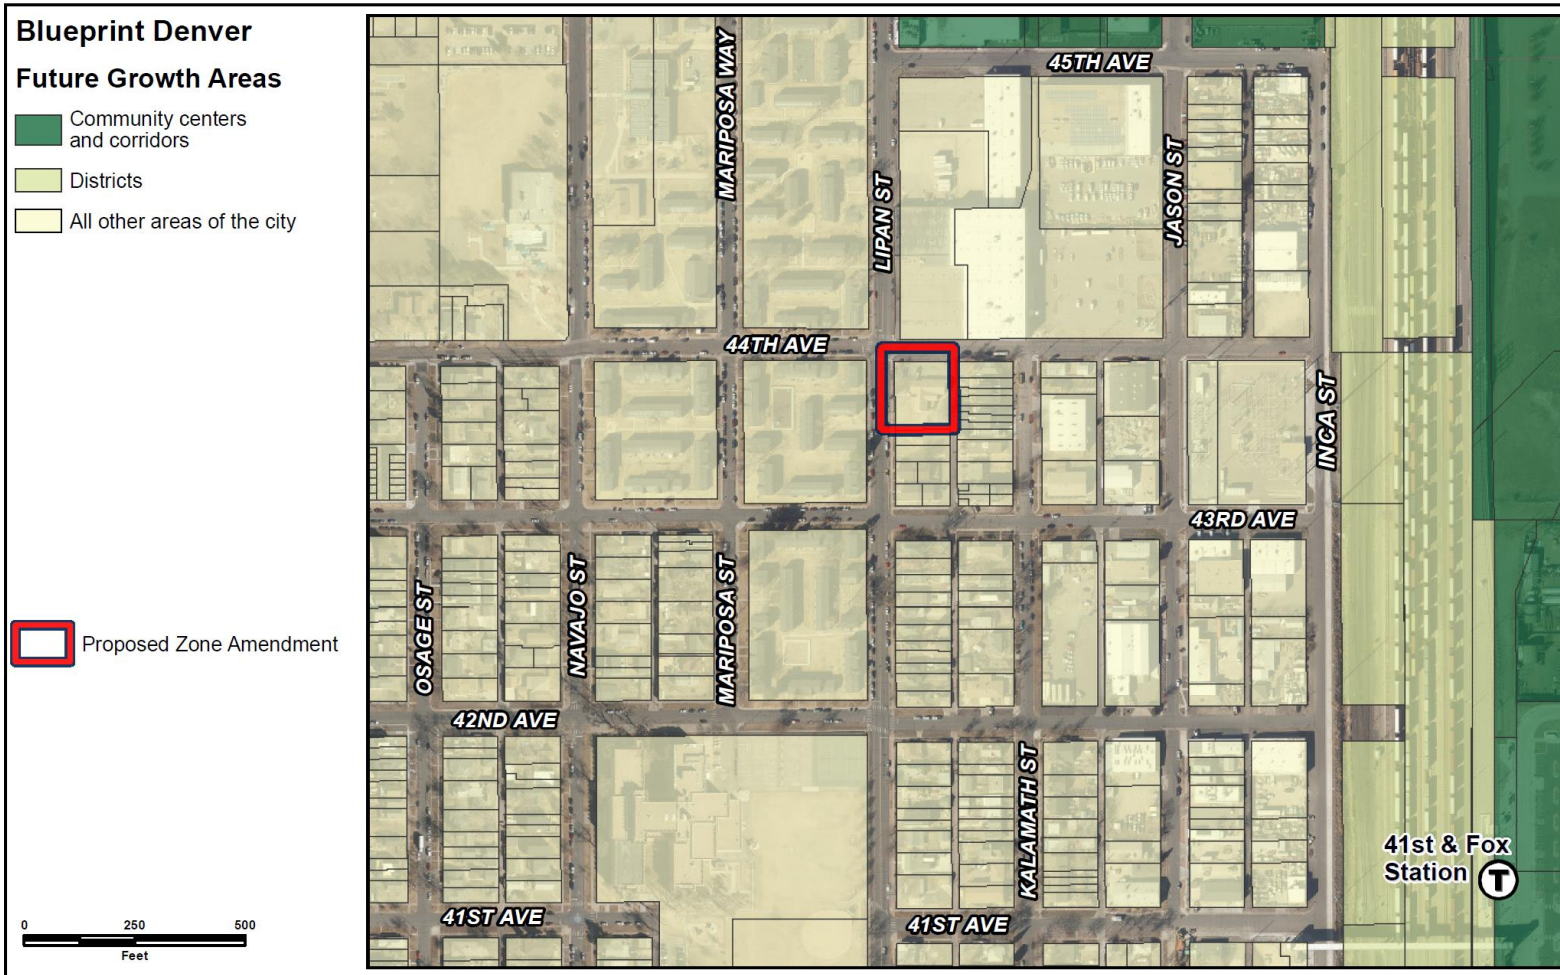 Blueprint Denver
Future Growth Areas
Community centers
and corridors
Districts
All other areas of the city
Proposed Zone Amendment
0 250 500
Feet
MARIPOSA WAY
45TH AVE
LIPAN ST
JASON ST
44TH AVE
INCA ST
43RD AVE
OSAGE ST
NAVAJO ST
MARIPOSA ST
42ND AVE
KALAMATH ST
41st & Fox
Station T
41ST AVE
41ST AVE